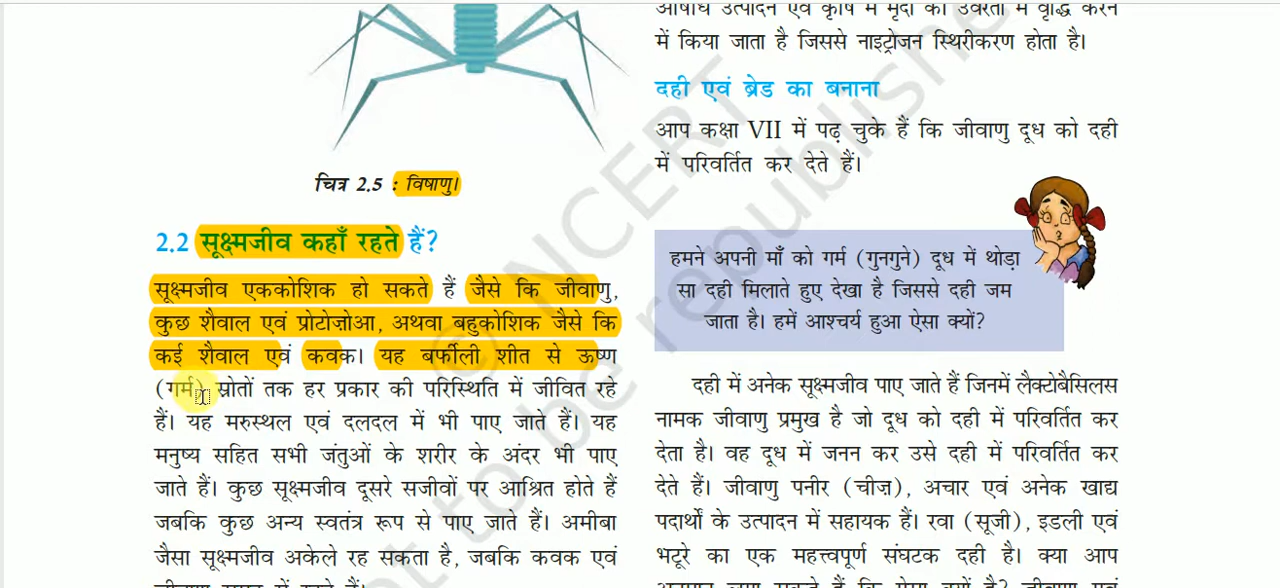 चित्र 2.5 : विषाणु।
2.2 सूक्ष्मजीव कहाँ रहते हैं?
सूक्ष्मजीव एककोशिक हो सकते हैं जैसे कि जीवाणु,
कुछ शैवाल एवं प्रोटोजोआ, अथवा बहुकोशिक जैसे कि
कई शैवाल एवं कवक। यह बर्फीली शीत से ऊष्ण
(गर्म) स्रोतों तक हर प्रकार की परिस्थिति में जीवित रहे
हैं। यह मरुस्थल एवं दलदल में भी पाए जाते हैं। यह
मनुष्य सहित सभी जंतुओं के शरीर के अंदर भी पाए
जाते हैं। कुछ सूक्ष्मजीव दूसरे सजीवों पर आश्रित होते हैं
जबकि कुछ अन्य स्वतंत्र रूप से पाए जाते हैं। अमीबा
जैसा सूक्ष्मजीव अकेले रह सकता है, जबकि कवक एवं
औषधि उत्पादन एवं कृषि में मृदा की उर्वरता में वृद्धि करने
में किया जाता है जिससे नाइट्रोजन स्थिरीकरण होता है।
दही एवं ब्रेड का बनाना
आप कक्षा VII में पढ़ चुके हैं कि जीवाणु दूध को दही
में परिवर्तित कर देते हैं।
हमने अपनी माँ को गर्म (गुनगुने) दूध में थोड़ा
सा दही मिलाते हुए देखा है जिससे दही जम
जाता है। हमें आश्चर्य हुआ ऐसा क्यों?
दही में अनेक सूक्ष्मजीव पाए जाते हैं जिनमें लैक्टोबैसिलस
नामक जीवाणु प्रमुख है जो दूध को दही में परिवर्तित कर
देता है। वह दूध में जनन कर उसे दही में परिवर्तित कर
देते हैं। जीवाणु पनीर (चीज़), अचार एवं अनेक खाद्य
पदार्थों के उत्पादन में सहायक हैं। रवा (सूजी), इडली एवं
भटूरे का एक महत्त्वपूर्ण संघटक दही है। क्या आप
© NCERT
not to be republished